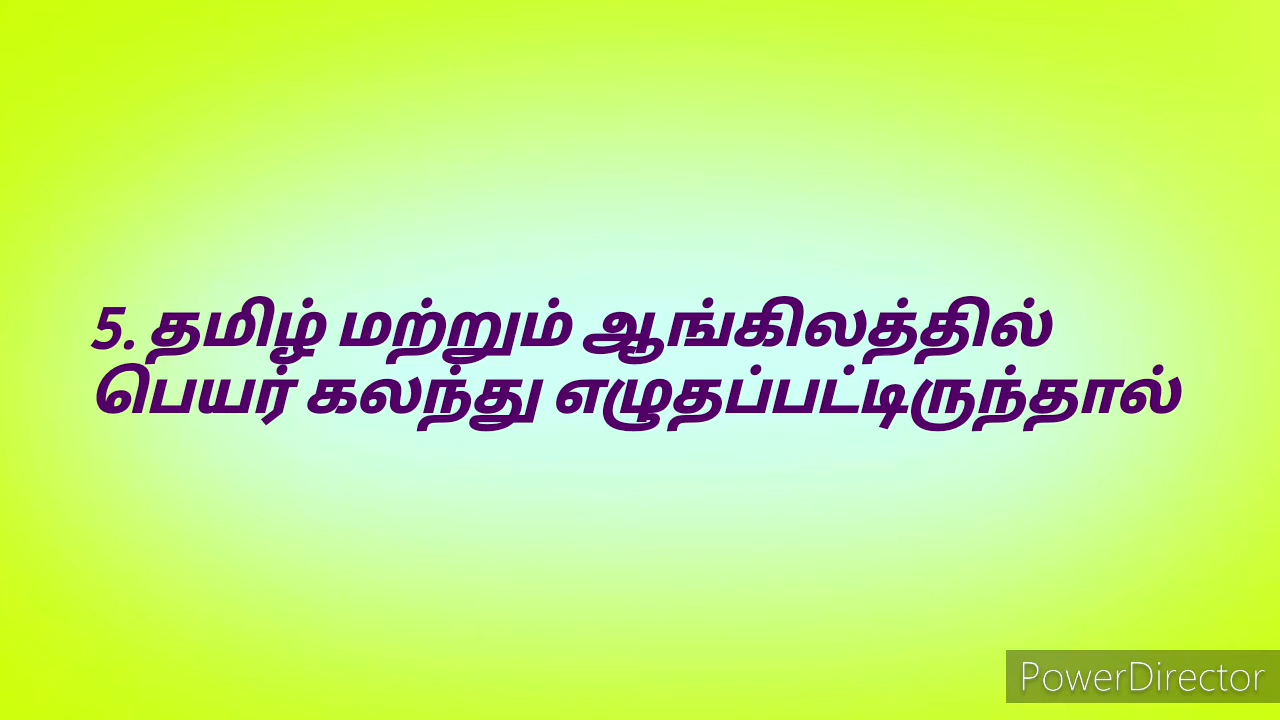 5. தமிழ் மற்றும் ஆங்கிலத்தில்
பெயர் கலந்து எழுதப்பட்டிருந்தால்
PowerDirector